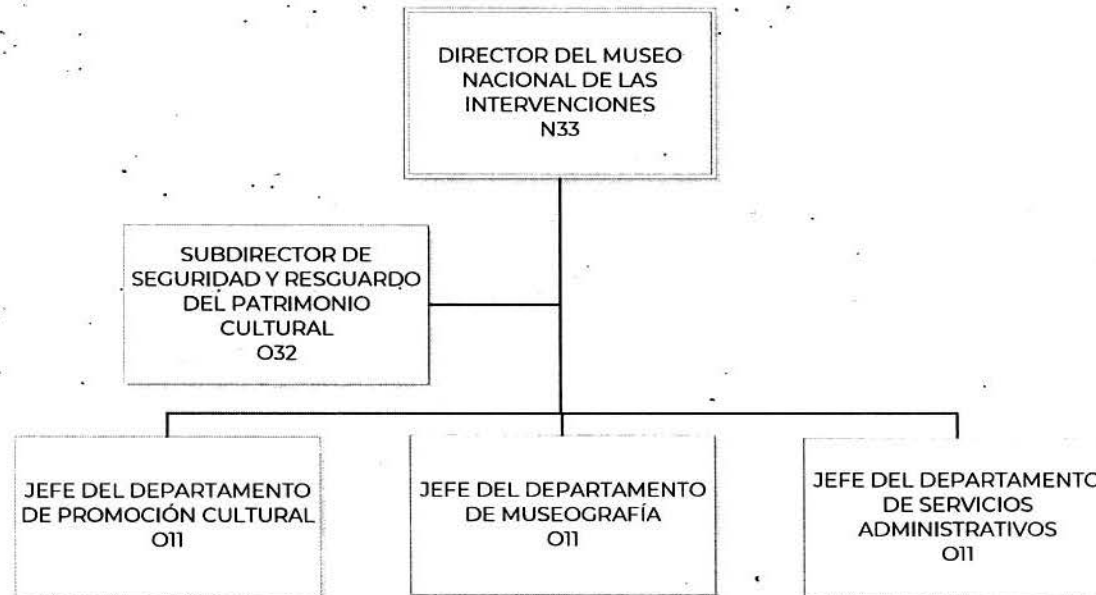 DIRECTOR DEL MUSEO
NACIONAL DE LAS
INTERVENCIONES
N33
SUBDIRECTOR DE
SEGURIDAD Y RESGUARDO
DEL PATRIMONIO
CULTURAL
O32
JEFE DEL DEPARTAMENTO
DE PROMOCIÓN CULTURAL
O11
JEFE DEL DEPARTAMENTO
DE MUSEOGRAFÍA
O11
JEFE DEL DEPARTAMENTO
DE SERVICIOS
ADMINISTRATIVOS
O11